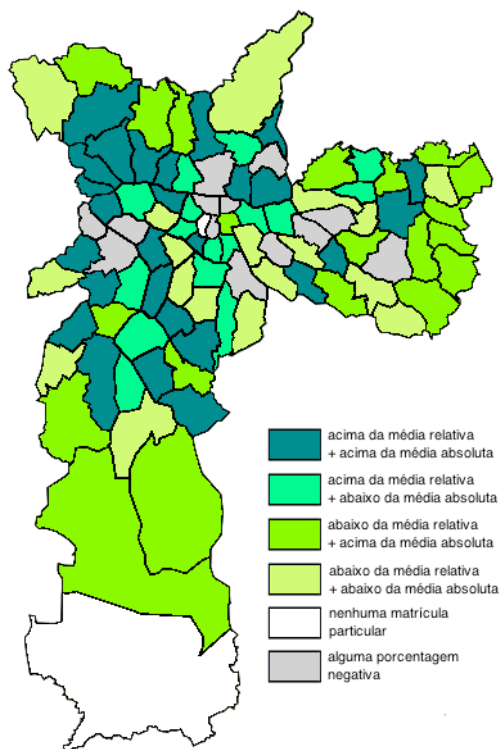 acima da média relativa
+ acima da média absoluta
acima da média relativa
+ abaixo da média absoluta
abaixo da média relativa
+ acima da média absoluta
abaixo da média relativa
+ abaixo da média absoluta
nenhuma matrícula
particular
alguma porcentagem
negativa